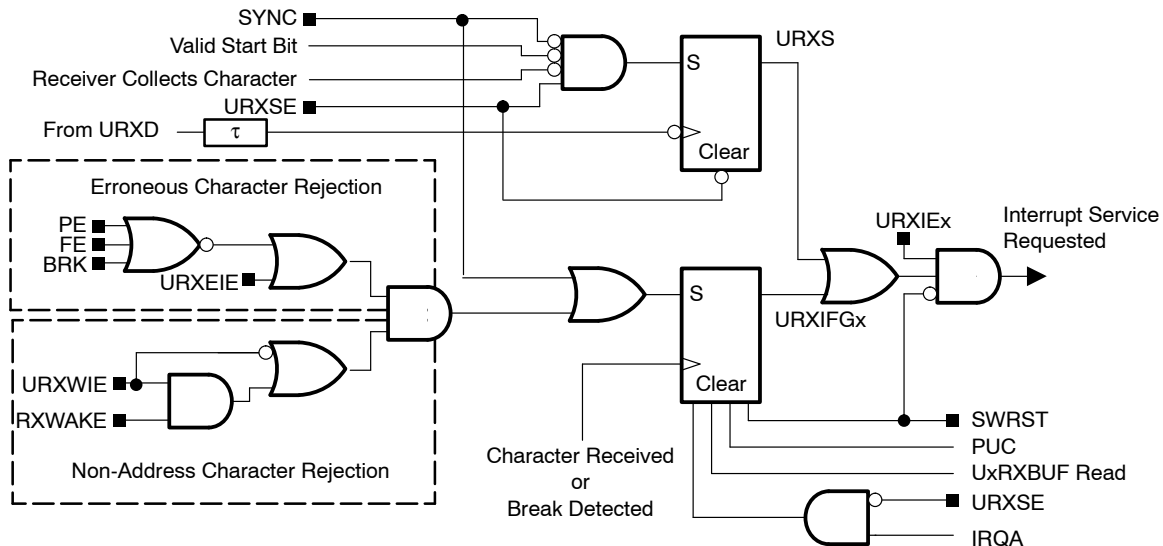 SYNC
Valid Start Bit
Receiver Collects Character
URXSE
From URXD
τ
S
URXS
Clear
Erroneous Character Rejection
PE
FE
BRK
URXEIE
URXIEx
Interrupt Service
Requested
S
URXIFGx
Clear
URXWIE
RXWAKE
Non-Address Character Rejection
Character Received
or
Break Detected
SWRST
PUC
UxRXBUF Read
URXSE
IRQA